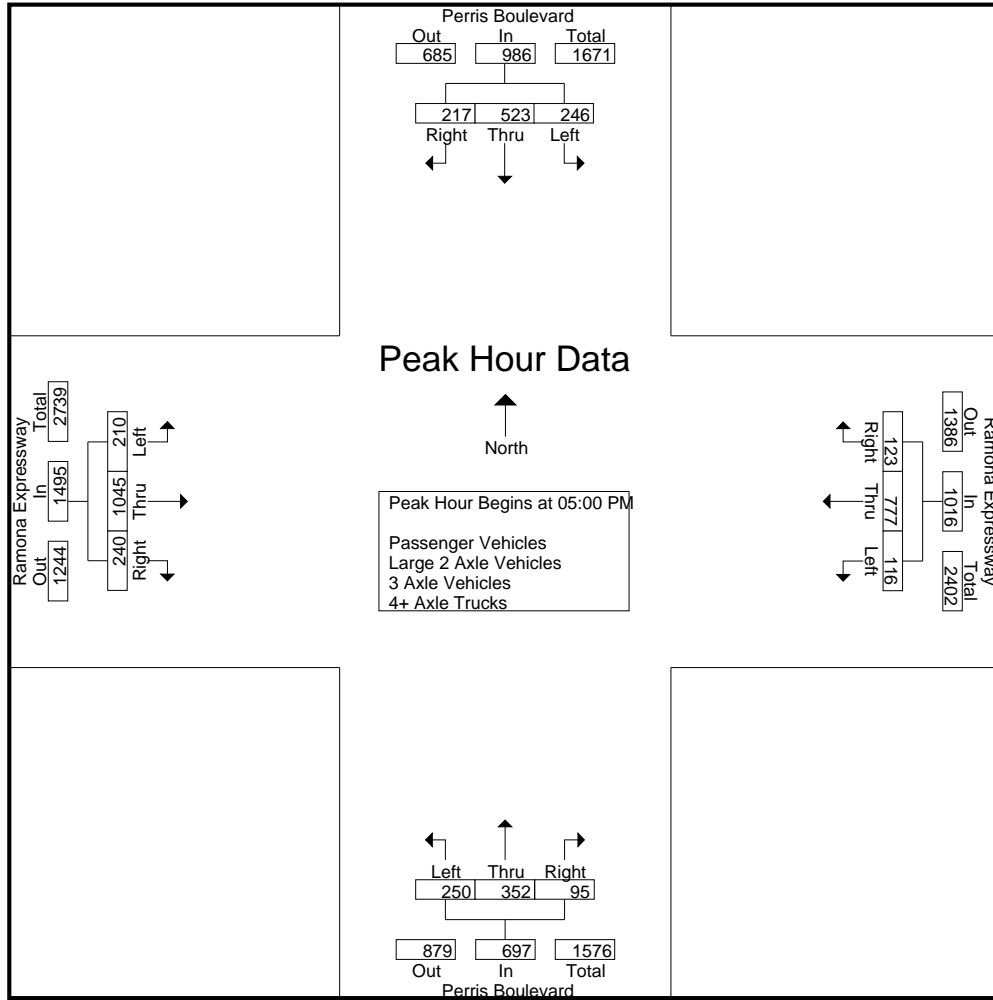 Perris Boulevard
Out In Total
685 986 1671
217 523 246
Right Thru Left
Peak Hour Data
North
Peak Hour Begins at 05:00 PM
Passenger Vehicles
Large 2 Axle Vehicles
3 Axle Vehicles
4+ Axle Trucks
Ramona Expressway
Out In Total
1244 1495 2739
240 1045 210
Right Thru Left
Ramona Expressway
Out In Total
1386 1016 2402
123 777 116
Right Thru Left
Left Thru Right
250 352 95
879 697 1576
Out In Total
Perris Boulevard